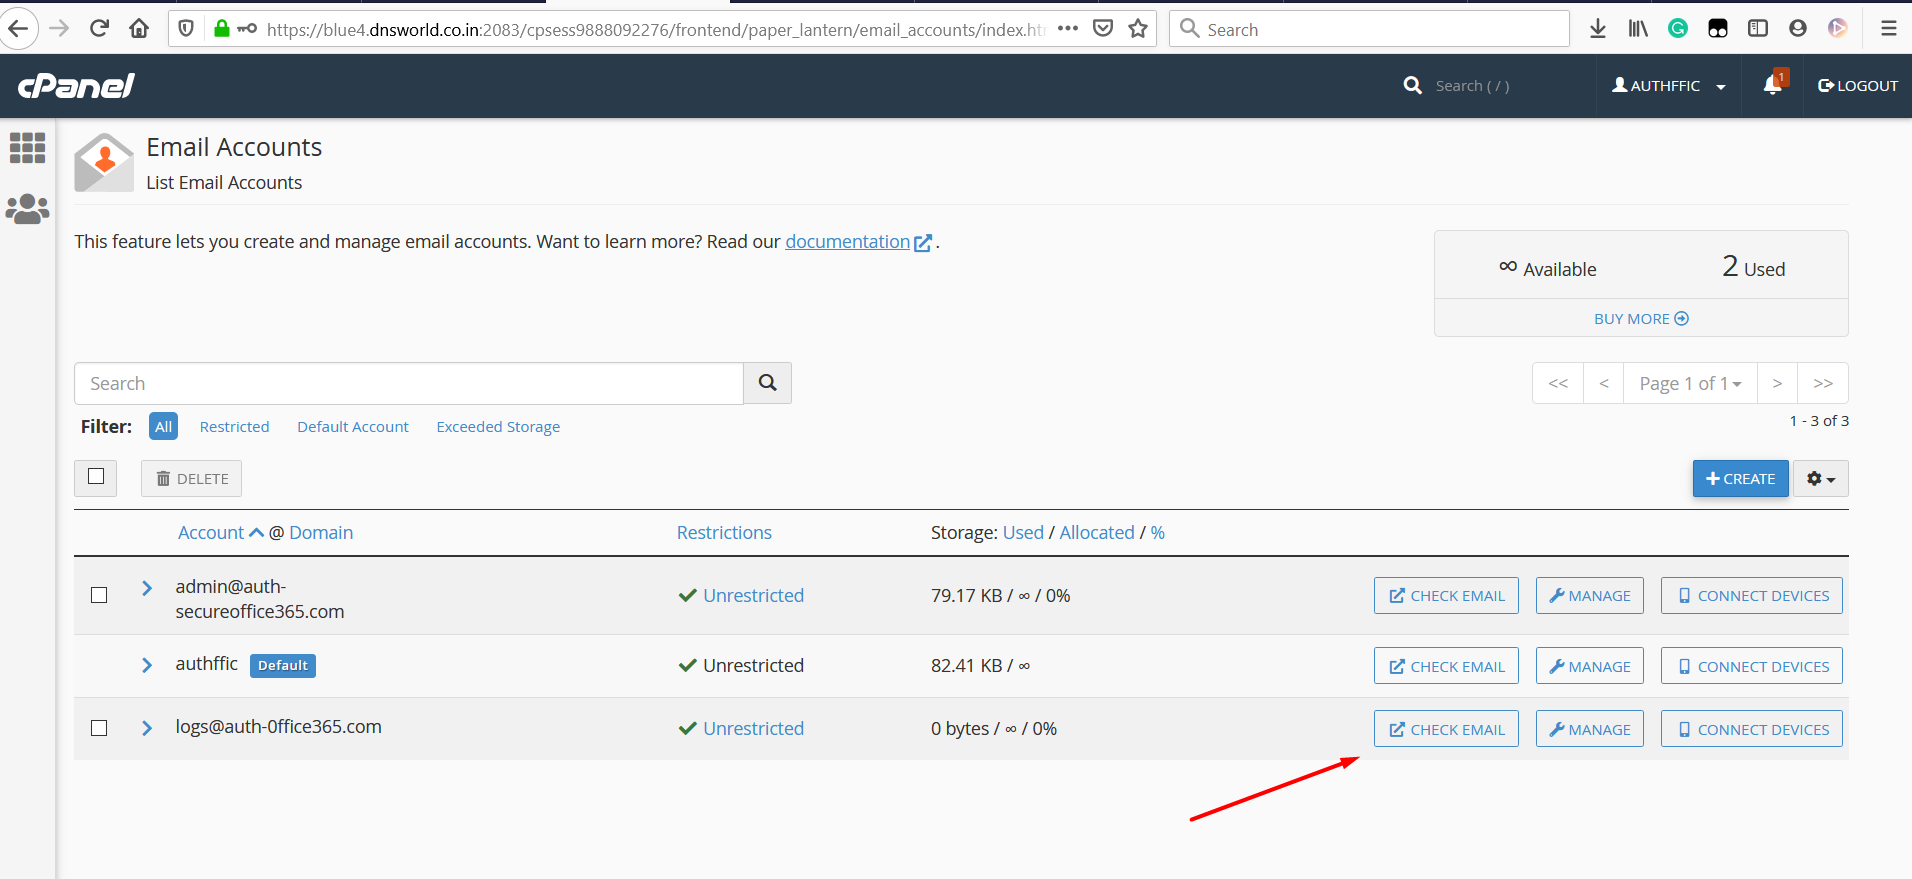 https://blue4.dnsworld.co.in:2083/cpsess9888092276/frontend/paper_lantern/email_accounts/index.ht
Search
cPanel
Search ( / )
AUTHFFIC
1
LOGOUT
Email Accounts
List Email Accounts
This feature lets you create and manage email accounts. Want to learn more? Read our documentation .
∞ Available
2 Used
BUY MORE
Search
<< < Page 1 of 1 > >>
Filter: All Restricted Default Account Exceeded Storage
1 - 3 of 3
DELETE
CREATE
Account @ Domain Restrictions Storage: Used / Allocated / %
admin@auth-
secureoffice365.com
Unrestricted 79.17 KB / ∞ / 0% CHECK EMAIL MANAGE CONNECT DEVICES
authffic Default Unrestricted 82.41 KB / ∞ CHECK EMAIL MANAGE CONNECT DEVICES
logs@auth-0ffice365.com Unrestricted 0 bytes / ∞ / 0% CHECK EMAIL MANAGE CONNECT DEVICES